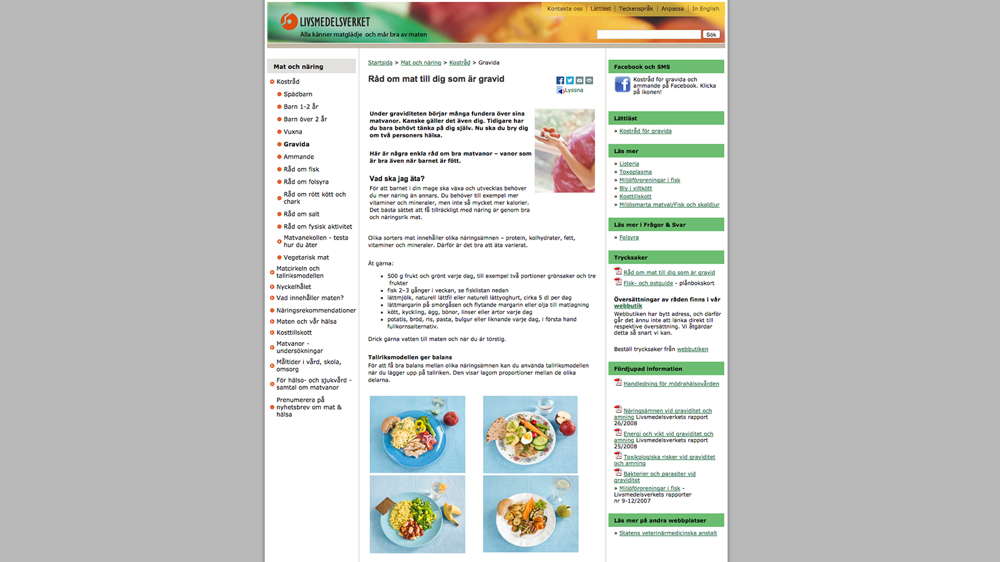 Kontakta oss | Lättläst | Teckenspråk | Anpassa | In English
LIVSMEDELSVERKET
Alla känner matglädje och mår bra av maten
Sök
Mat och näring
Kostråd
Spädbarn
Barn 1-2 år
Barn över 2 år
Vuxna
Gravida
Ammande
Råd om fisk
Råd om folsyra
Råd om rött kött och
chark
Råd om salt
Råd om fysisk aktivitet
Matvanekollen - testa
hur du äter
Vegetarisk mat
Matcirkeln och
tallriksmodellen
Nyckelhålet
Vad innehåller maten?
Näringsrekommendationer
Maten och vår hälsa
Kosttillskott
Matvanor -
undersökningar
Måltider i vård, skola,
omsorg
För hälso- och sjukvård -
samtal om matvanor
Prenumerera på
nyhetsbrev om mat &
hälsa
Startsida > Mat och näring > Kostråd > Gravida
Råd om mat till dig som är gravid
Lyssna
Under graviditeten börjar många fundera över sina
matvanor. Kanske gäller det även dig. Tidigare har
du bara behövt tänka på dig själv. Nu ska du bry dig
om två personers hälsa.
Här är några enkla råd om bra matvanor – vanor som
är bra även när barnet är fött.
Vad ska jag äta?
För att barnet i din mage ska växa och utvecklas behöver
du mer näring än annars. Du behöver till exempel mer
vitaminer och mineraler, men inte så mycket mer kalorier.
Det bästa sättet att få tillräckligt med näring är genom bra
och näringsrik mat.
Olika sorters mat innehåller olika näringsämnen – protein, kolhydrater, fett,
vitaminer och mineraler. Därför är det bra att äta varierat.
Ät gärna:
• 500 g frukt och grönt varje dag, till exempel två portioner grönsaker och tre
frukter
• fisk 2–3 gånger i veckan, se fisklistan nedan
• lättmjölk, naturell lättfil eller naturell lättyoghurt, cirka 5 dl per dag
• lättmargarin på smörgåsen och flytande margarin eller olja till matlagning
• kött, kyckling, ägg, bönor, linser eller ärtor varje dag
• potatis, bröd, ris, pasta, bulgur eller liknande varje dag, i första hand
fullkornsalternativ.
Drick gärna vatten till maten och när du är törstig.
Tallriksmodellen ger balans
För att få bra balans mellan olika näringsämnen kan du använda tallriksmodellen
när du lägger upp på tallriken. Den visar lagom proportioner mellan de olika
delarna.
Facebook och SMS
Kostråd för gravida och
ammande på Facebook. Klicka
på ikonen!
Lättläst
» Kostråd för gravida
Läs mer
» Listeria
» Toxoplasma
» Miljöföroreningar i fisk
» Bly i viltkött
» Kosttillskott
» Miljösmarta matval/Fisk och skaldjur
Läs mer i Frågor & Svar
» Folsyra
Trycksaker
Råd om mat till dig som är gravid
Fisk- och ostguide - plånbokskort
Översättningar av råden finns i vår
webbutik
Webbutiken har bytt adress, och därför
går det ännu inte att länka direkt till
respektive översättning. Vi åtgärdar
detta så snart vi kan.
Beställ trycksaker från webbutiken
Fördjupad information
Handledning för mödrahälsovården
Näringsämnen vid graviditet och
amning Livsmedelsverkets rapport
26/2008
Energi och vikt vid graviditet och
amning Livsmedelsverkets rapport
25/2008
Toxikologiska risker vid graviditet
och amning
Bakterier och parasiter vid
graviditet
» Miljöföroreningar i fisk -
Livsmedelsverkets rapporter
nr 9-12/2007
Läs mer på andra webbplatser
» Statens veterinärmedicinska anstalt